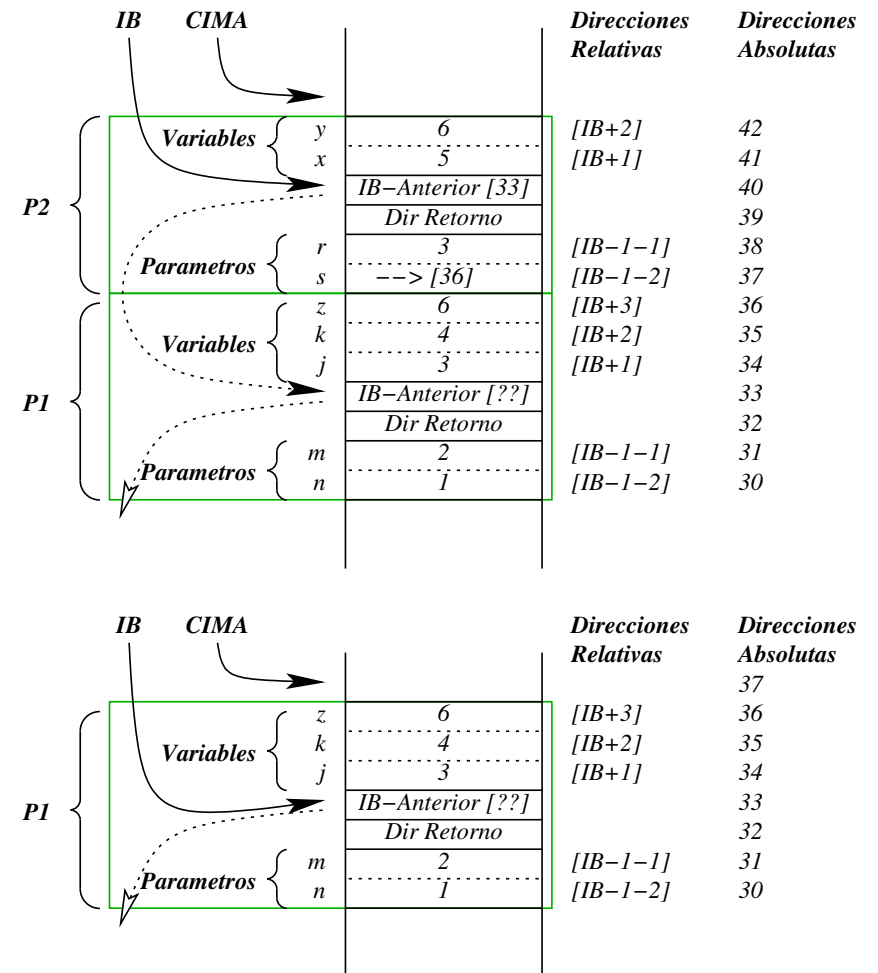 IB CIMA Direcciones Direcciones
Relativas Absolutas
Variables y 6 [IB+2] 42
x 5 [IB+1] 41
IB−Anterior [33] 40
P2 Dir Retorno 39
Parametros r 3 [IB−1−1] 38
s −−> [36] [IB−1−2] 37
z 6 [IB+3] 36
Variables k 4 [IB+2] 35
j 3 [IB+1] 34
P1 IB−Anterior [??] 33
Dir Retorno 32
Parametros m 2 [IB−1−1] 31
n 1 [IB−1−2] 30
IB CIMA Direcciones Direcciones
Relativas Absolutas
37
z 6 [IB+3] 36
Variables k 4 [IB+2] 35
j 3 [IB+1] 34
P1 IB−Anterior [??] 33
Dir Retorno 32
Parametros m 2 [IB−1−1] 31
n 1 [IB−1−2] 30